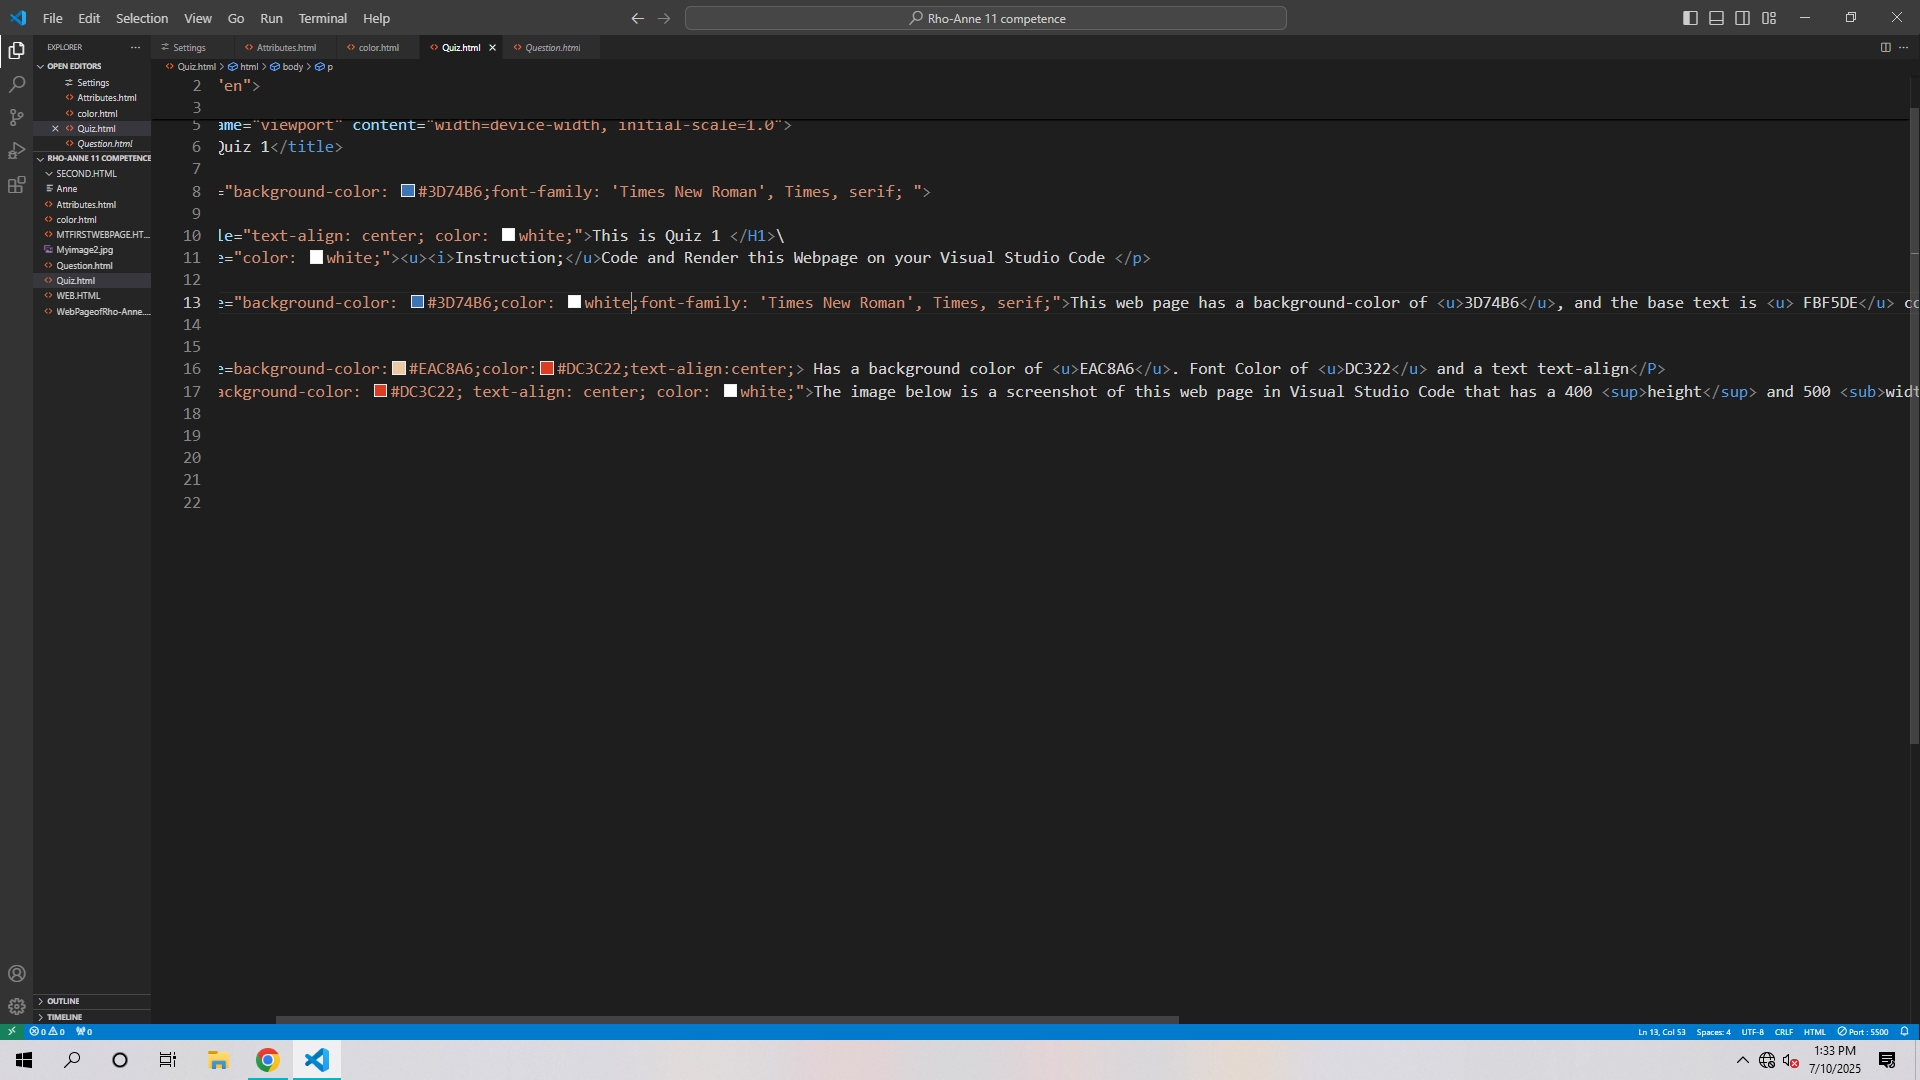 File Edit Selection View Go Run Terminal Help
Rho-Anne 11 competence
EXPLORER
Settings
Attributes.html
color.html
Quiz.html
Question.html
OPEN EDITORS
Settings
Attributes.html
color.html
Quiz.html
Question.html
RHO-ANNE 11 COMPETENCE
SECOND.HTML
Anne
Attributes.html
color.html
MTFIRSTWEBPAGE.HT...
Myimage2.jpg
Question.html
Quiz.html
WEB.HTML
WebPageofRho-Anne....
OUTLINE
TIMELINE
Quiz.html > html > body > p
2 "en">
3
5 ame="viewport" content="width=device-width, initial-scale=1.0">
6 Quiz 1</title>
7
8 ="background-color: #3D74B6;font-family: 'Times New Roman', Times, serif; ">
9
10 le="text-align: center; color: white;">This is Quiz 1 </H1>\
11 e="color: white;"><u><i>Instruction;</u>Code and Render this Webpage on your Visual Studio Code </p>
12
13 e="background-color: #3D74B6;color: white;font-family: 'Times New Roman', Times, serif;">This web page has a background-color of <u>3D74B6</u>, and the base text is <u> FBF5DE</u> co
14
15
16 e=background-color:#EAC8A6;color:#DC3C22;text-align:center;> Has a background color of <u>EAC8A6</u>. Font Color of <u>DC322</u> and a text text-align</P>
17 ackground-color: #DC3C22; text-align: center; color: white;">The image below is a screenshot of this web page in Visual Studio Code that has a 400 <sup>height</sup> and 500 <sub>widt
18
19
20
21
22
0 0 0
Ln 13, Col 53 Spaces: 4 UTF-8 CRLF HTML Port : 5500
1:33 PM
7/10/2025